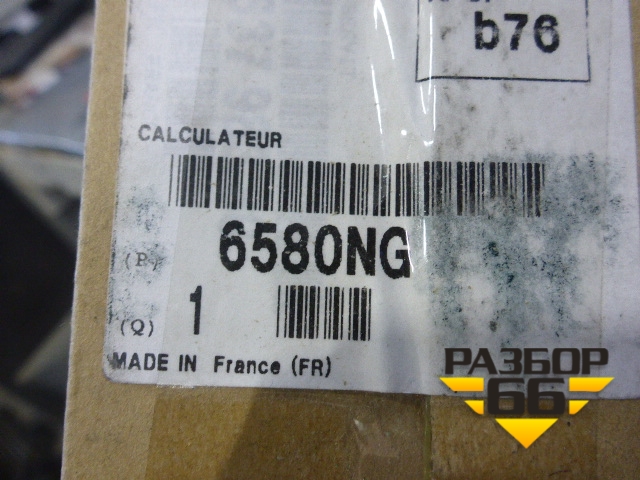 b76
CALCULATEUR
(P) 6580NG
(Q) 1
MADE IN France (FR)
РАЗБОР
66